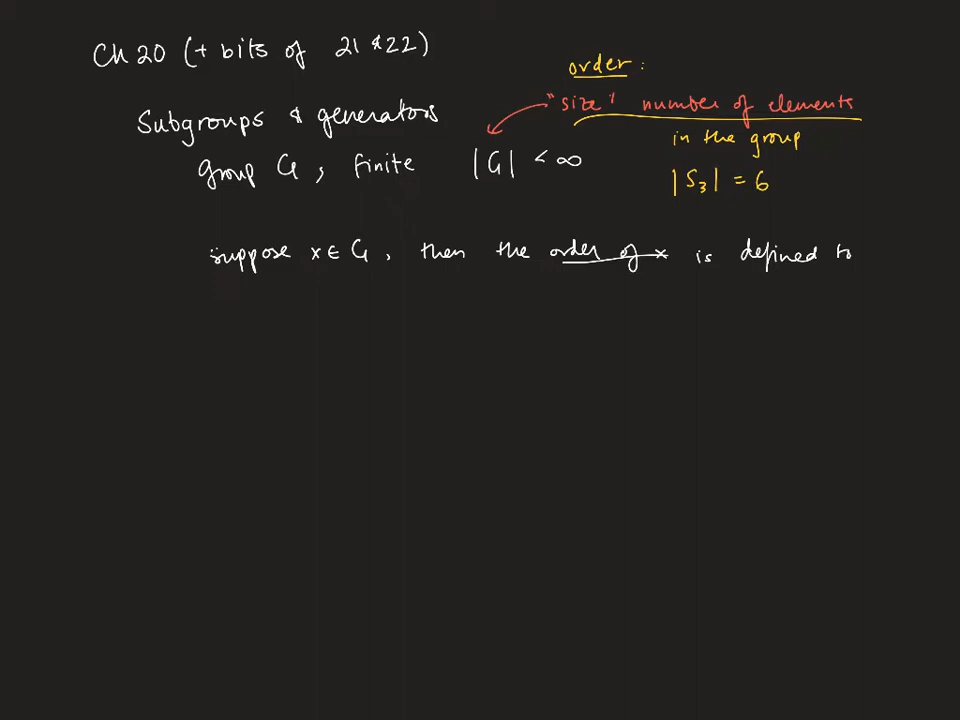 Ch 20 (+ bits of 21 & 22)
order:
"size" number of elements
Subgroups & generators
in the group
group G, finite |G| < ∞
|S₃| = 6
suppose x ∈ G, then the order of x is defined to